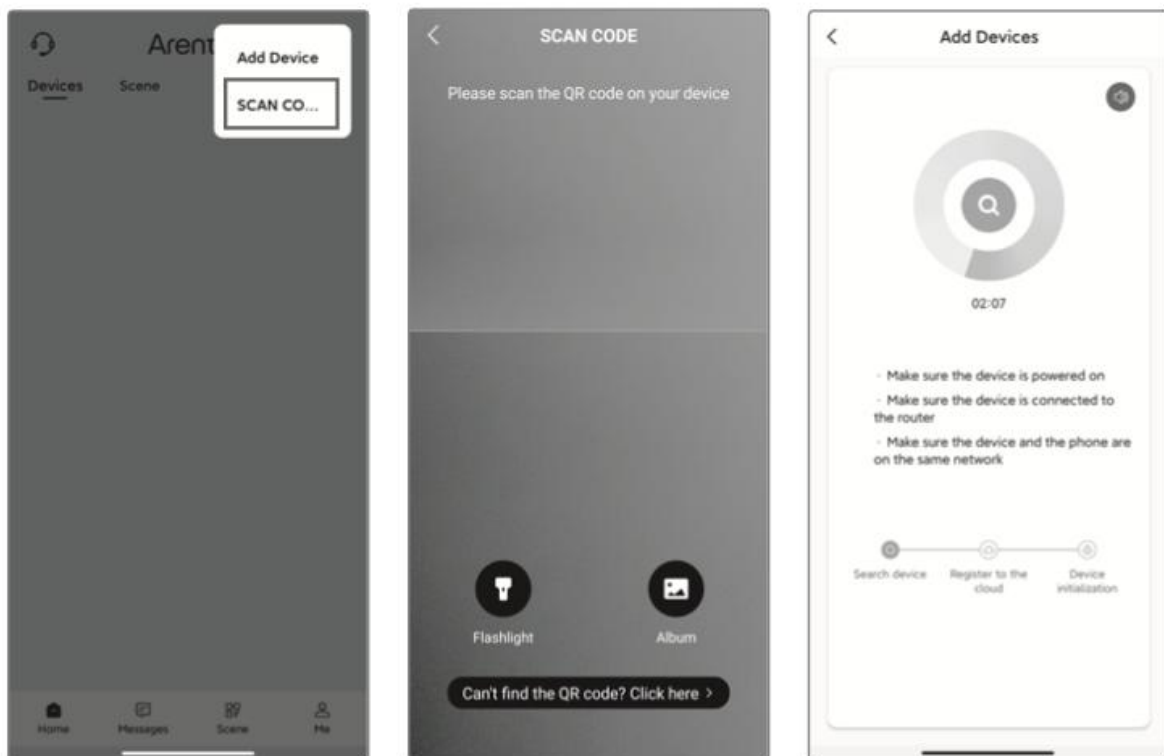 Arent
Add Device
SCAN CO...
Devices
Scene
Home
Messages
Scene
Me
SCAN CODE
Please scan the QR code on your device
Flashlight
Album
Can't find the QR code? Click here >
Add Devices
02:07
· Make sure the device is powered on
· Make sure the device is connected to
the router
· Make sure the device and the phone are
on the same network
Search device
Register to the
cloud
Device
initialization